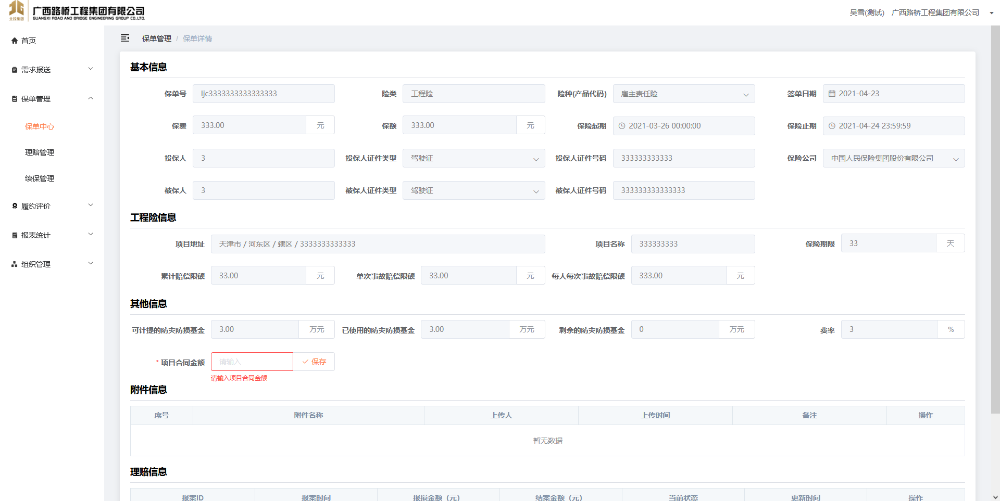 北投集团
广西路桥工程集团有限公司
GUANGXI ROAD AND BRIDGE ENGINEERING GROUP CO.LTD.
吴雪(测试) 广西路桥工程集团有限公司
首页
需求报送
保单管理
保单中心
理赔管理
续保管理
履约评价
报表统计
组织管理
保单管理 / 保单详情
基本信息
保单号 ljc3333333333333333 险类 工程险 险种(产品代码) 雇主责任险 签单日期 2021-04-23
保费 333.00 元 保额 333.00 元 保险起期 2021-03-26 00:00:00 保险止期 2021-04-24 23:59:59
投保人 3 投保人证件类型 驾驶证 投保人证件号码 333333333333 保险公司 中国人民保险集团股份有限公司
被保人 3 被保人证件类型 驾驶证 被保人证件号码 333333333333333
工程险信息
项目地址 天津市 / 河东区 / 辖区 / 3333333333333 项目名称 333333333 保险期限 33 天
累计赔偿限额 33.00 元 单次事故赔偿限额 33.00 元 每人每次事故赔偿限额 333.00 元
其他信息
可计提的防灾防损基金 3.00 万元 已使用的防灾防损基金 3.00 万元 剩余的防灾防损基金 0 万元 费率 3 %
* 项目合同金额 请输入 保存
请输入项目合同金额
附件信息
序号 附件名称 上传人 上传时间 备注 操作
暂无数据
理赔信息
报案ID 报案时间 报损金额（元） 结案金额（元） 当前状态 更新时间 操作